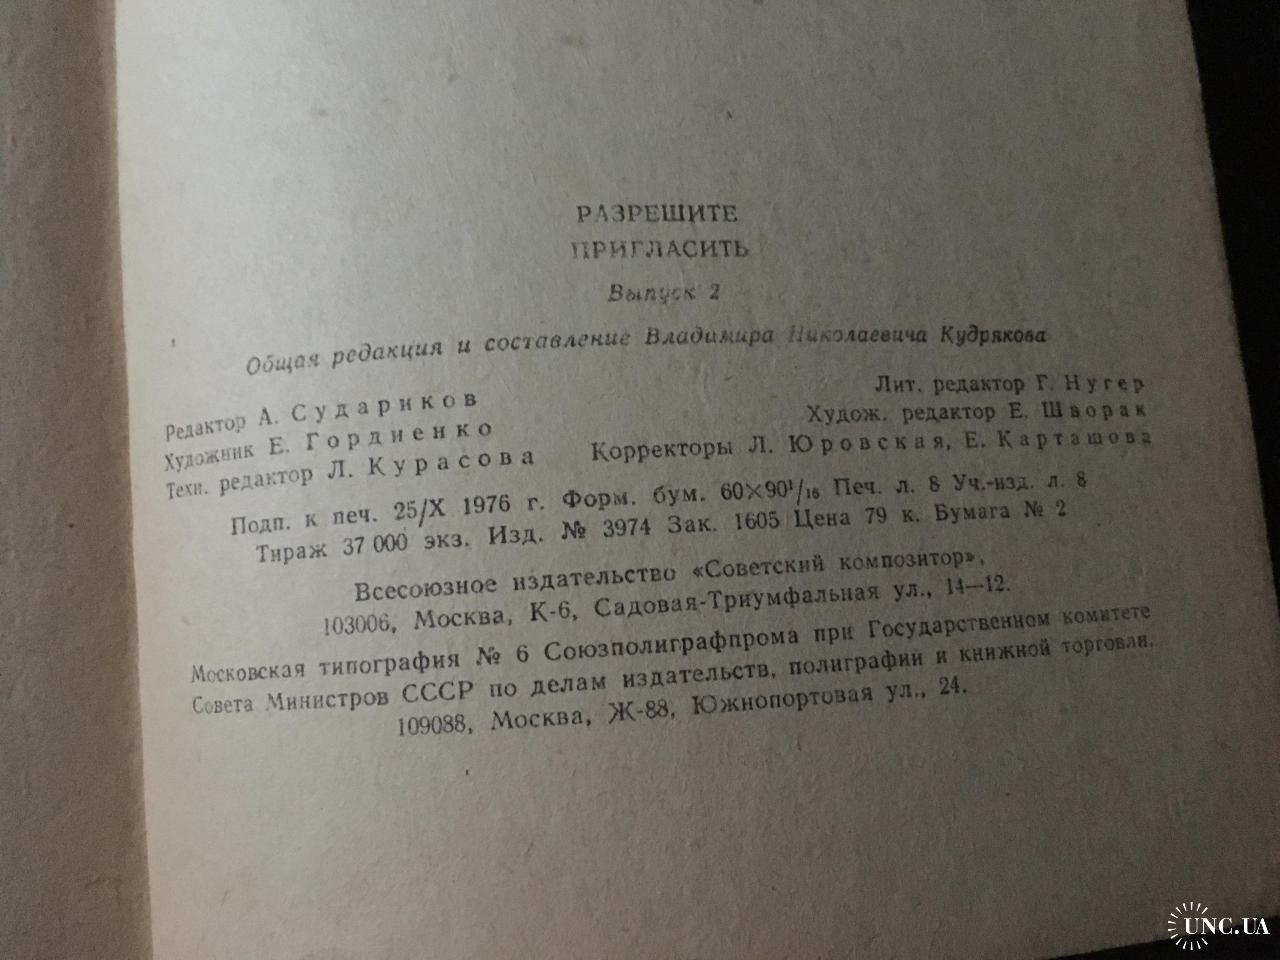 РАЗРЕШИТЕ
ПРИГЛАСИТЬ
Выпуск 2
Общая редакция и составление Владимира Николаевича Кудрякова
Редактор А. Судариков
Художник Е. Гордиенко
Техн. редактор Л. Курасова
Лит. редактор Г. Нугер
Худож. редактор Е. Шворак
Корректоры Л. Юровская, Е. Карташова
Подп. к печ. 25/X 1976 г. Форм. бум. 60×90¹/₁₆ Печ. л. 8 Уч.-изд. л. 8
Тираж 37 000 экз. Изд. № 3974 Зак. 1605 Цена 79 к. Бумага № 2
Всесоюзное издательство «Советский композитор»,
103006, Москва, К-6, Садовая-Триумфальная ул., 14—12.
Московская типография № 6 Союзполиграфпрома при Государственном комитете
Совета Министров СССР по делам издательств, полиграфии и книжной торговли.
109088, Москва, Ж-88, Южнопортовая ул., 24.
UNC.UA